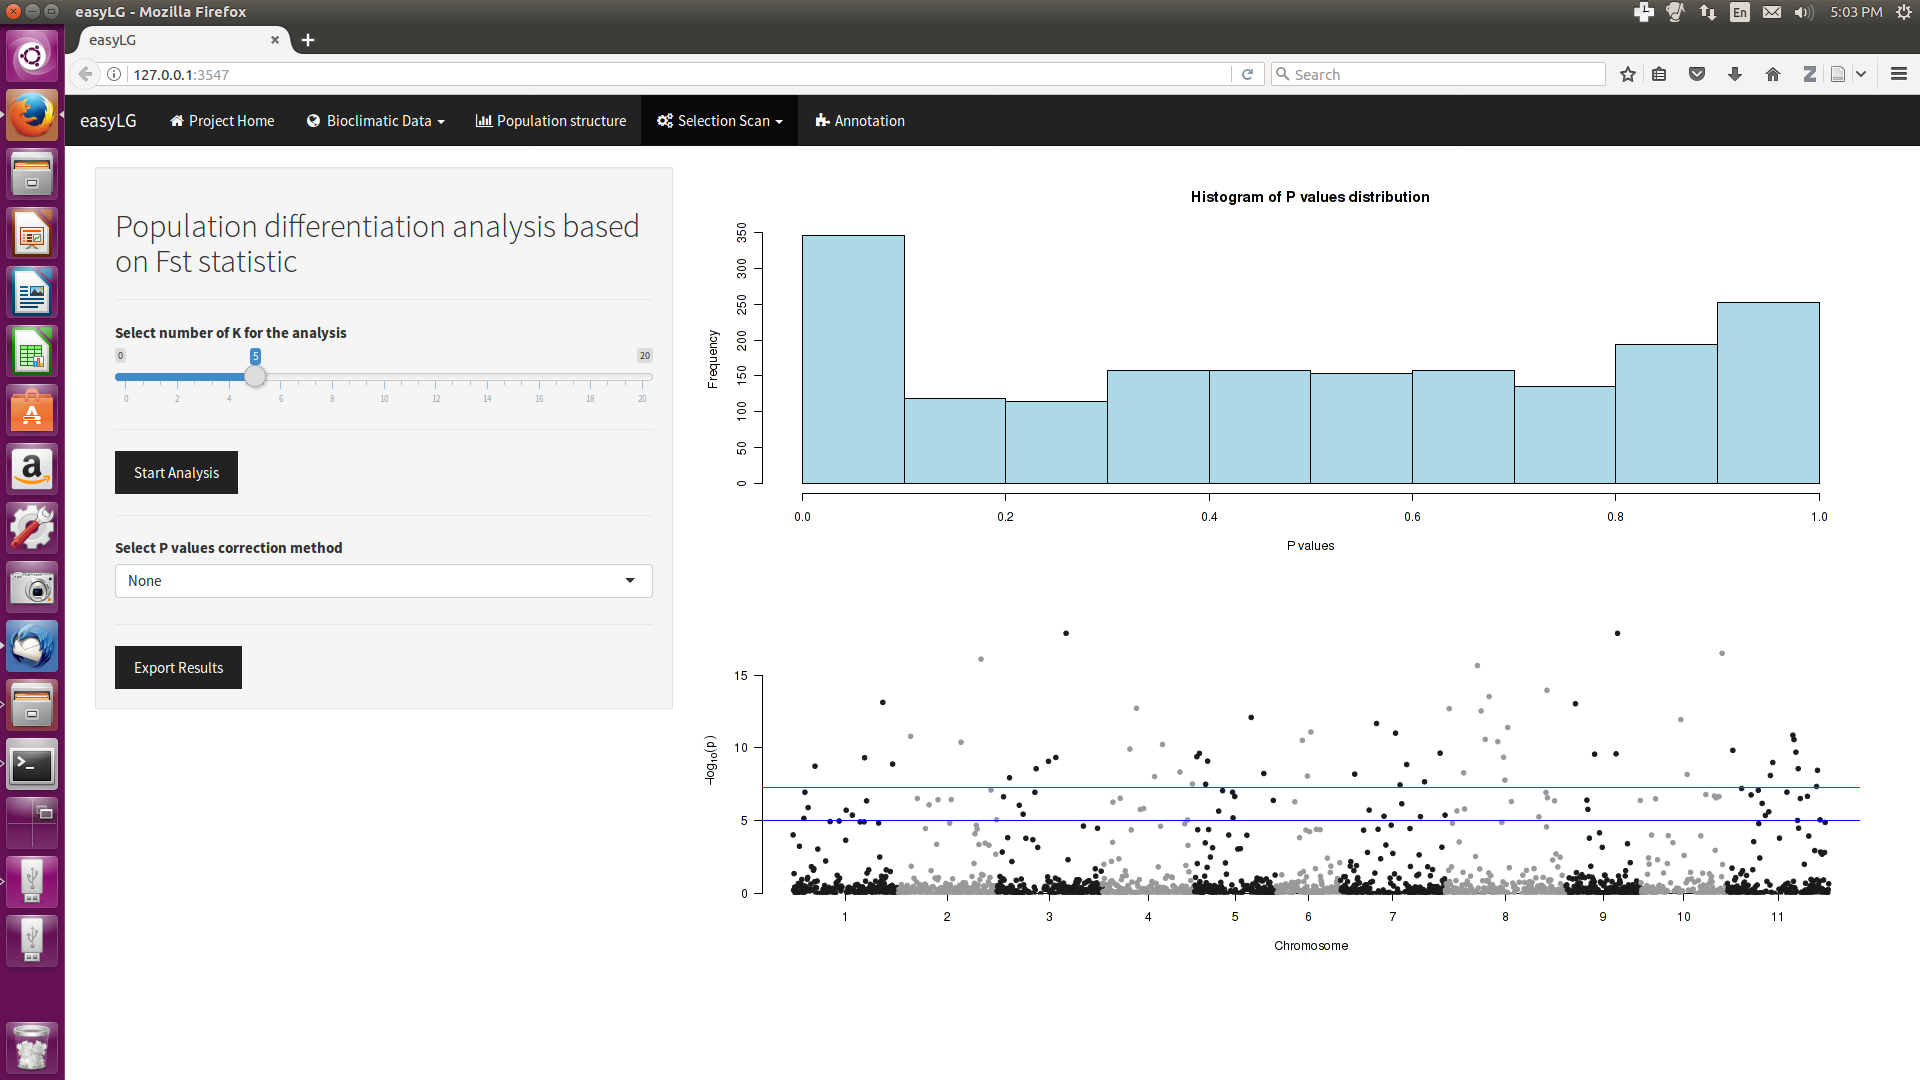 easyLG - Mozilla Firefox
En
5:03 PM
easyLG
127.0.0.1:3547
Search
easyLG
Project Home
Bioclimatic Data
Population structure
Selection Scan
Annotation
Population differentiation analysis based
on Fst statistic
Select number of K for the analysis
0 5 20
0 2 4 6 8 10 12 14 16 18 20
Start Analysis
Select P values correction method
None
Export Results
Histogram of P values distribution
Frequency
350
300
250
200
150
100
50
0
0.0 0.2 0.4 0.6 0.8 1.0
P values
−log10(p)
15
10
5
0
1 2 3 4 5 6 7 8 9 10 11
Chromosome